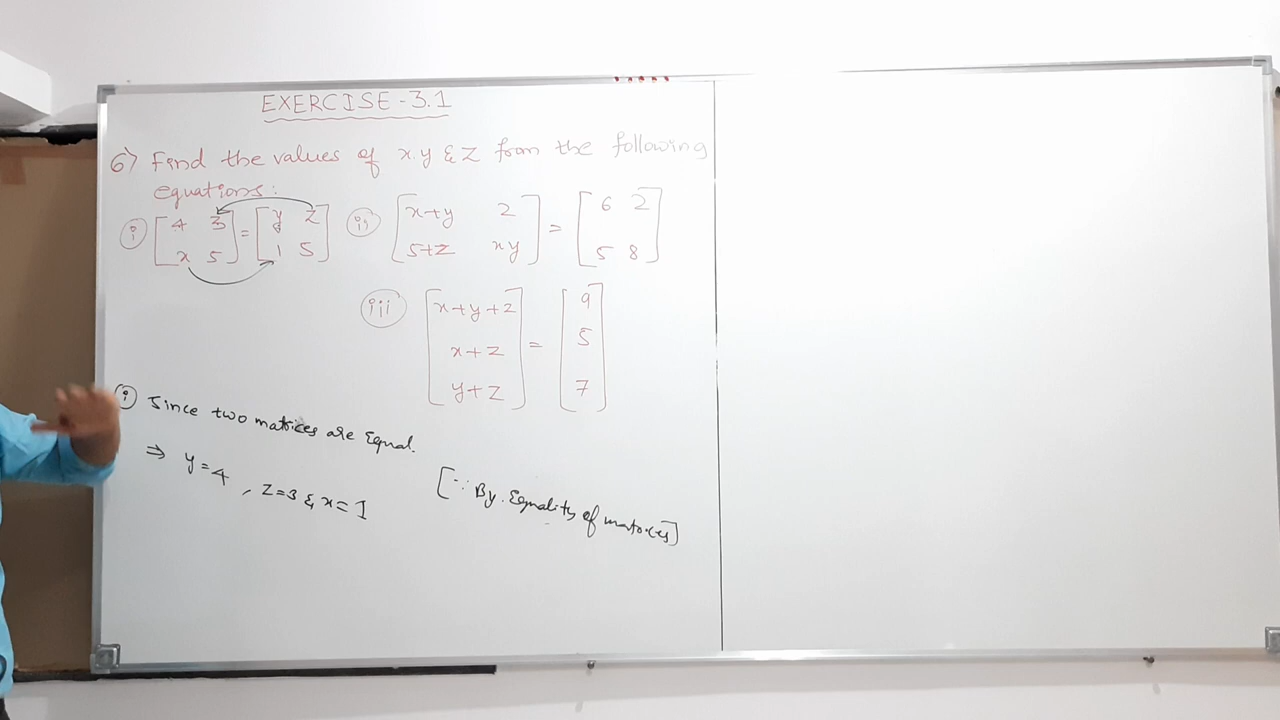 EXERCISE-3.1
6) Find the values of x,y & z from the following
equations:
(i) [4 3; x 5] = [y z; 1 5] (ii) [x+y 2; 5+z xy] = [6 2; 5 8]
(iii) [x+y+z; x+z; y+z] = [9; 5; 7]
(i) Since two matrices are Equal.
⇒ y=4, z=3 & x=1 [∵ By. Equality of matrices]